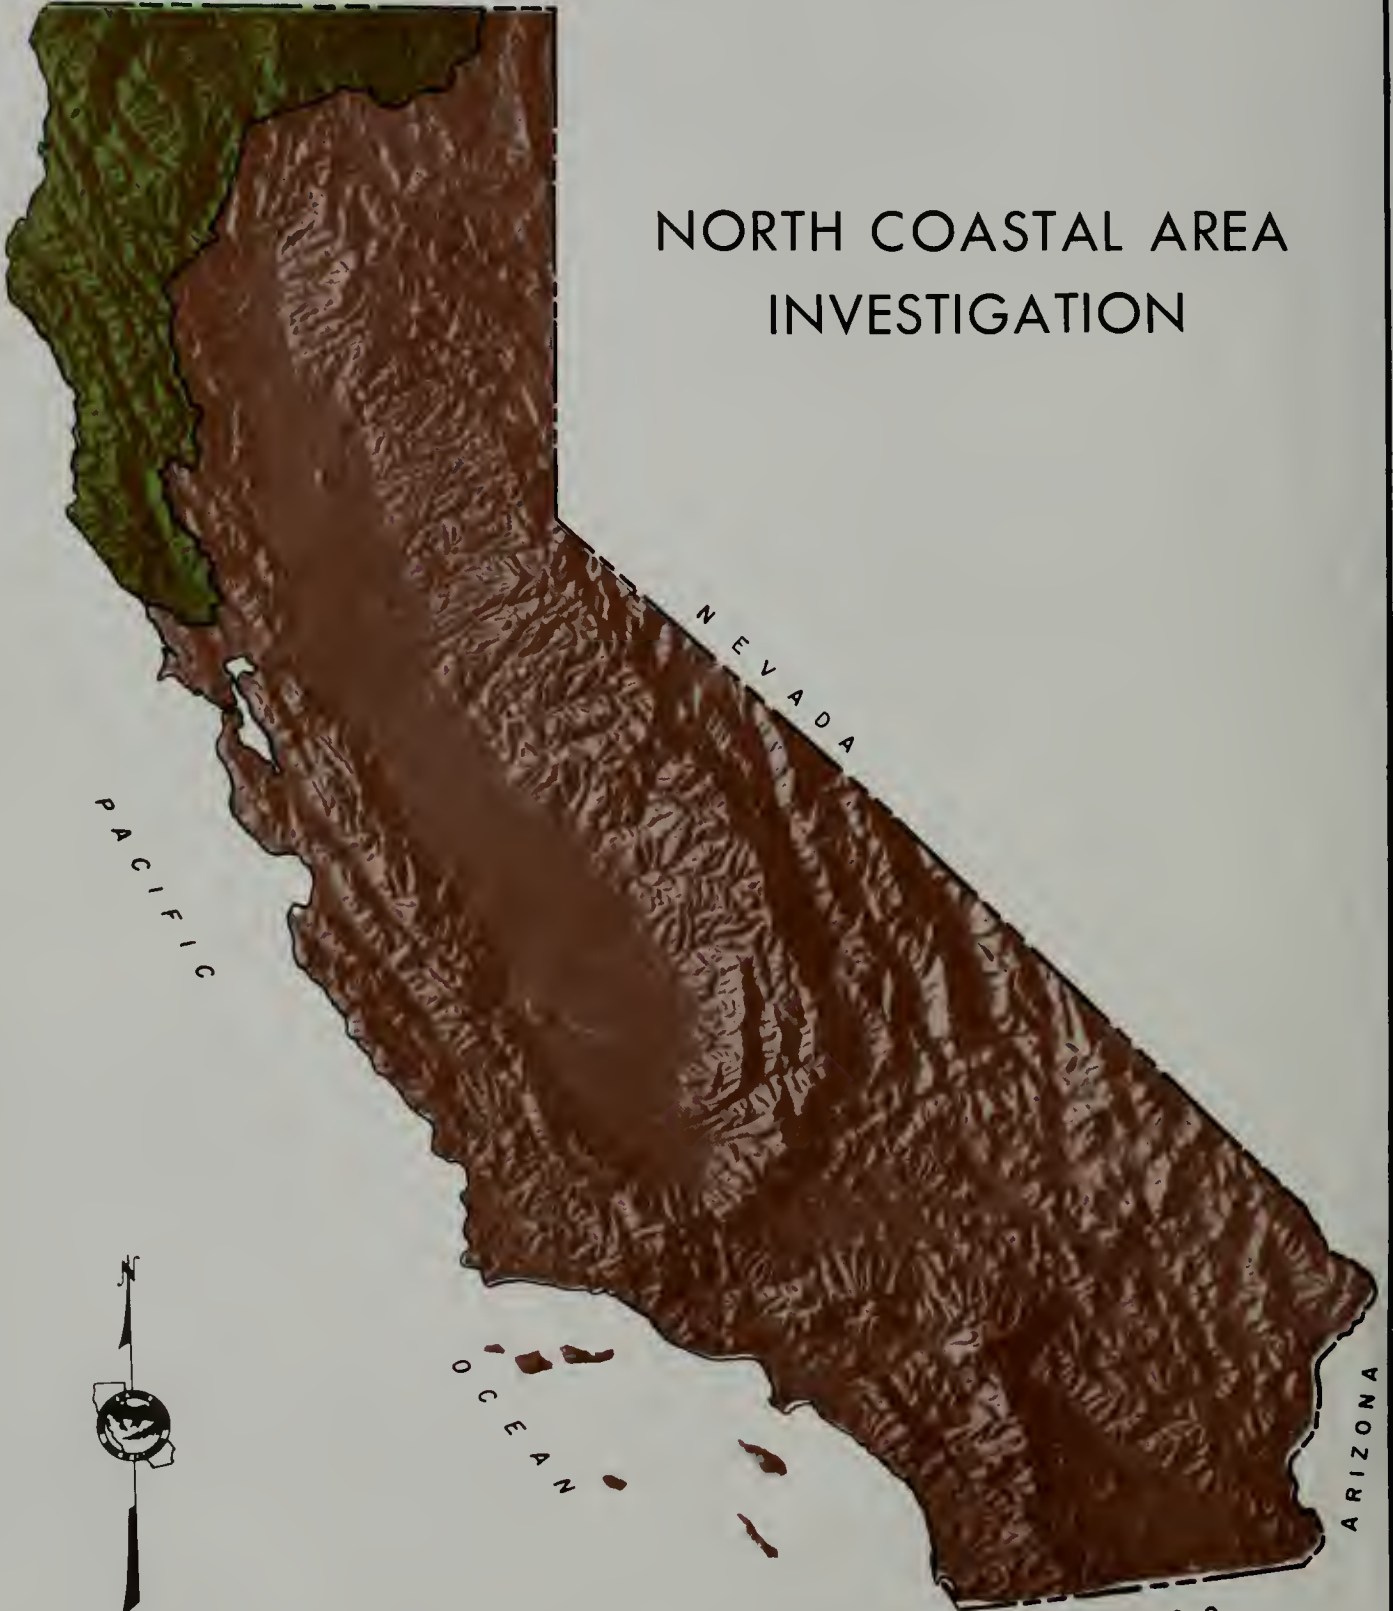 NORTH COASTAL AREA
INVESTIGATION
NEVADA
PACIFIC
N
OCEAN
ARIZONA